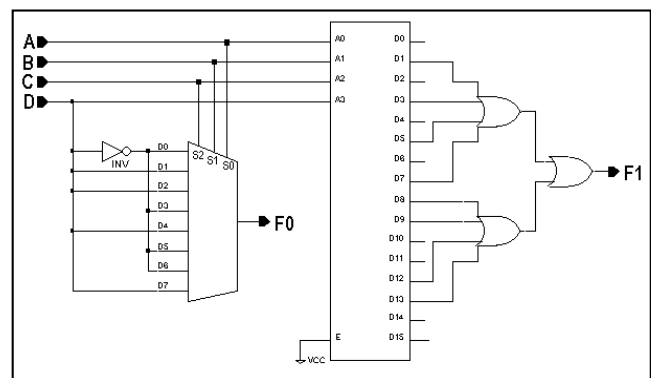 A
B
C
D
INV
D0
D1
D2
D3
D4
D5
D6
D7
S2
S1
S0
F0
A0
A1
A2
A3
E
VCC
D0
D1
D2
D3
D4
D5
D6
D7
D8
D9
D10
D11
D12
D13
D14
D15
F1